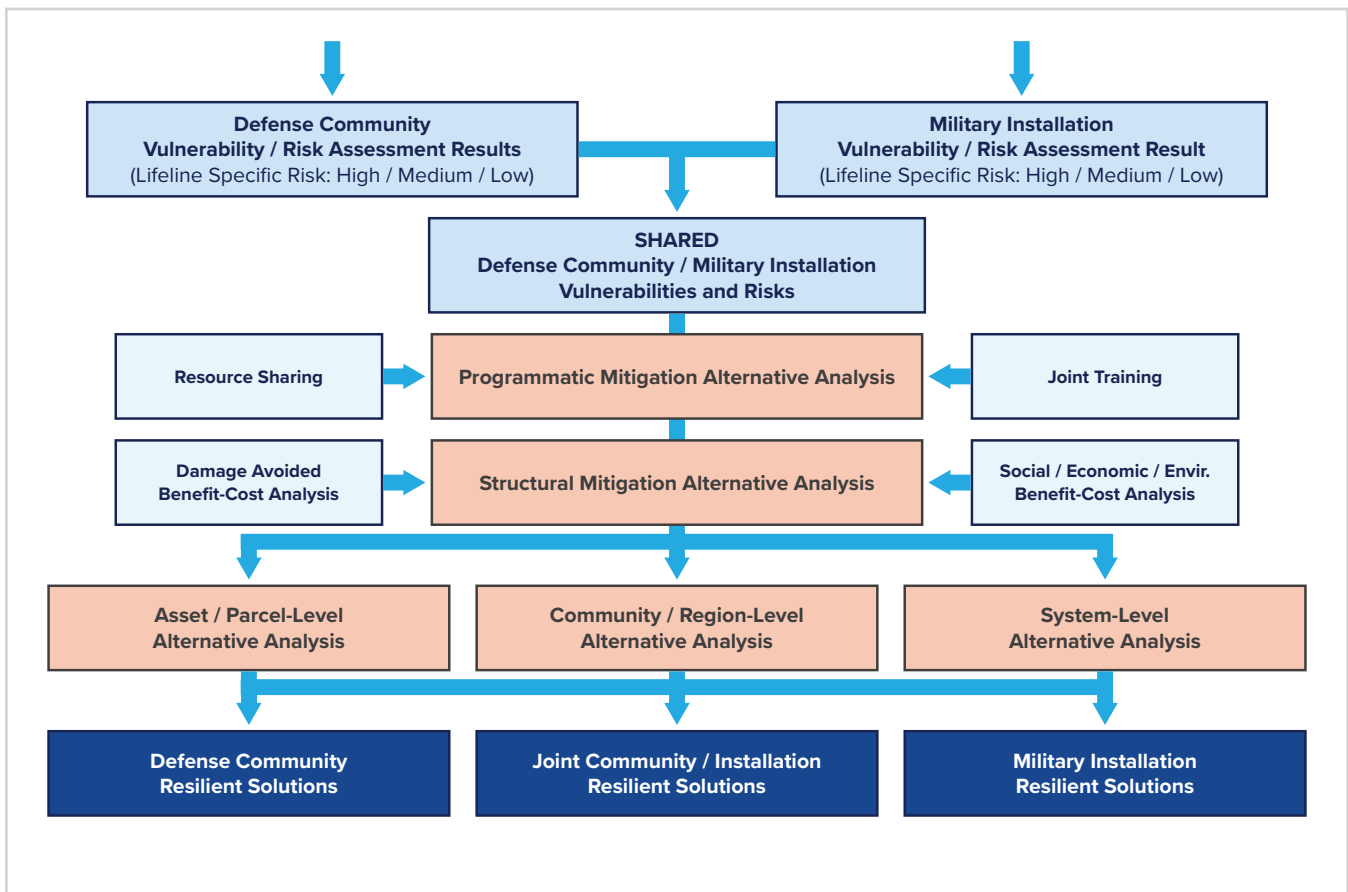 Defense Community
Vulnerability / Risk Assessment Results
(Lifeline Specific Risk: High / Medium / Low)
Military Installation
Vulnerability / Risk Assessment Result
(Lifeline Specific Risk: High / Medium / Low)
SHARED
Defense Community / Military Installation
Vulnerabilities and Risks
Resource Sharing
Programmatic Mitigation Alternative Analysis
Joint Training
Damage Avoided
Benefit-Cost Analysis
Structural Mitigation Alternative Analysis
Social / Economic / Envir.
Benefit-Cost Analysis
Asset / Parcel-Level
Alternative Analysis
Community / Region-Level
Alternative Analysis
System-Level
Alternative Analysis
Defense Community
Resilient Solutions
Joint Community / Installation
Resilient Solutions
Military Installation
Resilient Solutions